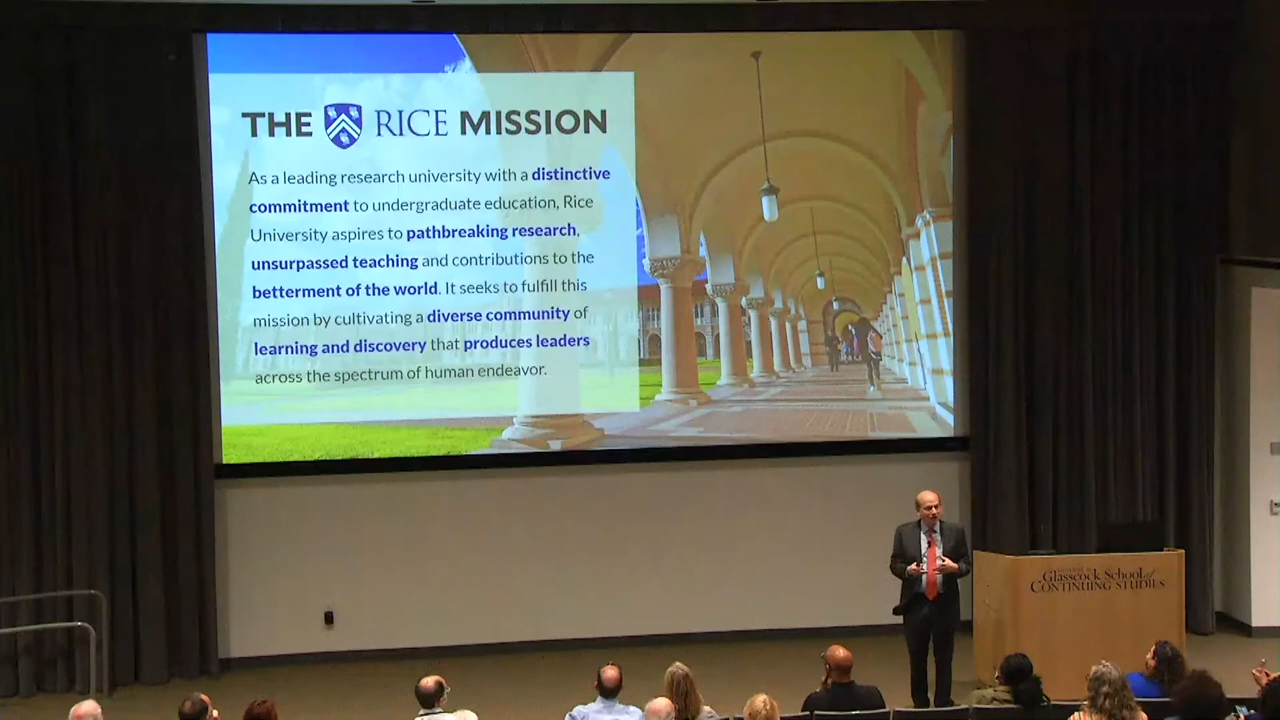 THE RICE MISSION
As a leading research university with a distinctive
commitment to undergraduate education, Rice
University aspires to pathbreaking research,
unsurpassed teaching and contributions to the
betterment of the world. It seeks to fulfill this
mission by cultivating a diverse community of
learning and discovery that produces leaders
across the spectrum of human endeavor.
Glasscock School of
CONTINUING STUDIES